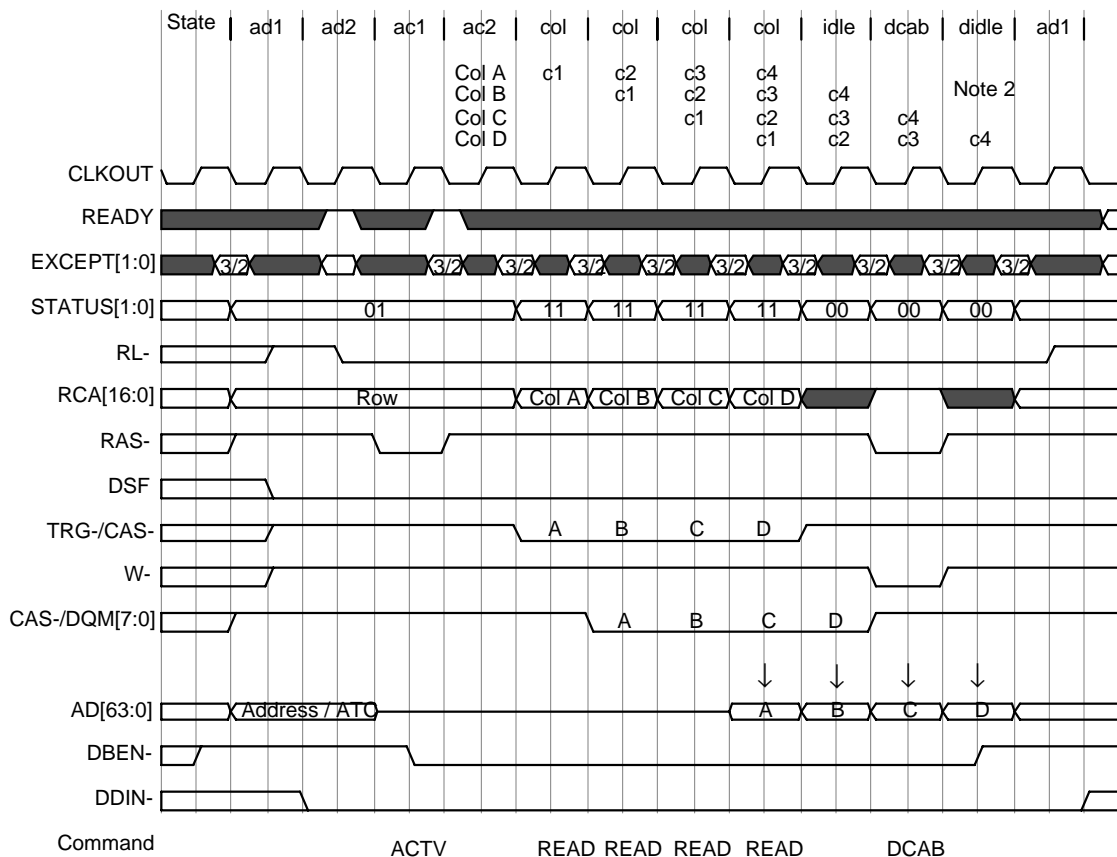 State ad1 ad2 ac1 ac2 col col col col idle dcab didle ad1
Col A c1 c2 c3 c4
Col B c1 c2 c3 c4 Note 2
Col C c1 c2 c3 c4
Col D c1 c2 c3 c4
CLKOUT
READY
EXCEPT[1:0] 3/2 3/2 3/2 3/2 3/2 3/2 3/2 3/2 3/2 3/2
STATUS[1:0] 01 11 11 11 11 00 00 00
RL-
RCA[16:0] Row Col A Col B Col C Col D
RAS-
DSF
TRG-/CAS- A B C D
W-
CAS-/DQM[7:0] A B C D
AD[63:0] Address / ATC A B C D
DBEN-
DDIN-
Command ACTV READ READ READ READ DCAB